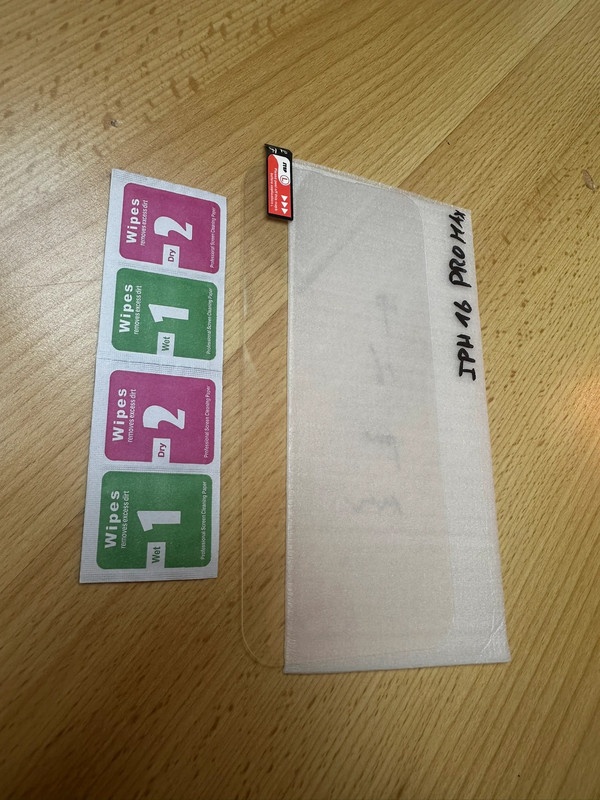 Wipes
removes excess dirt
2
Dry
Professional Screen Cleaning Paper
Wipes
removes excess dirt
1
Wet
Professional Screen Cleaning Paper
Wipes
removes excess dirt
2
Dry
Professional Screen Cleaning Paper
Wipes
removes excess dirt
1
Wet
Professional Screen Cleaning Paper
IPH 16 PRO MAX